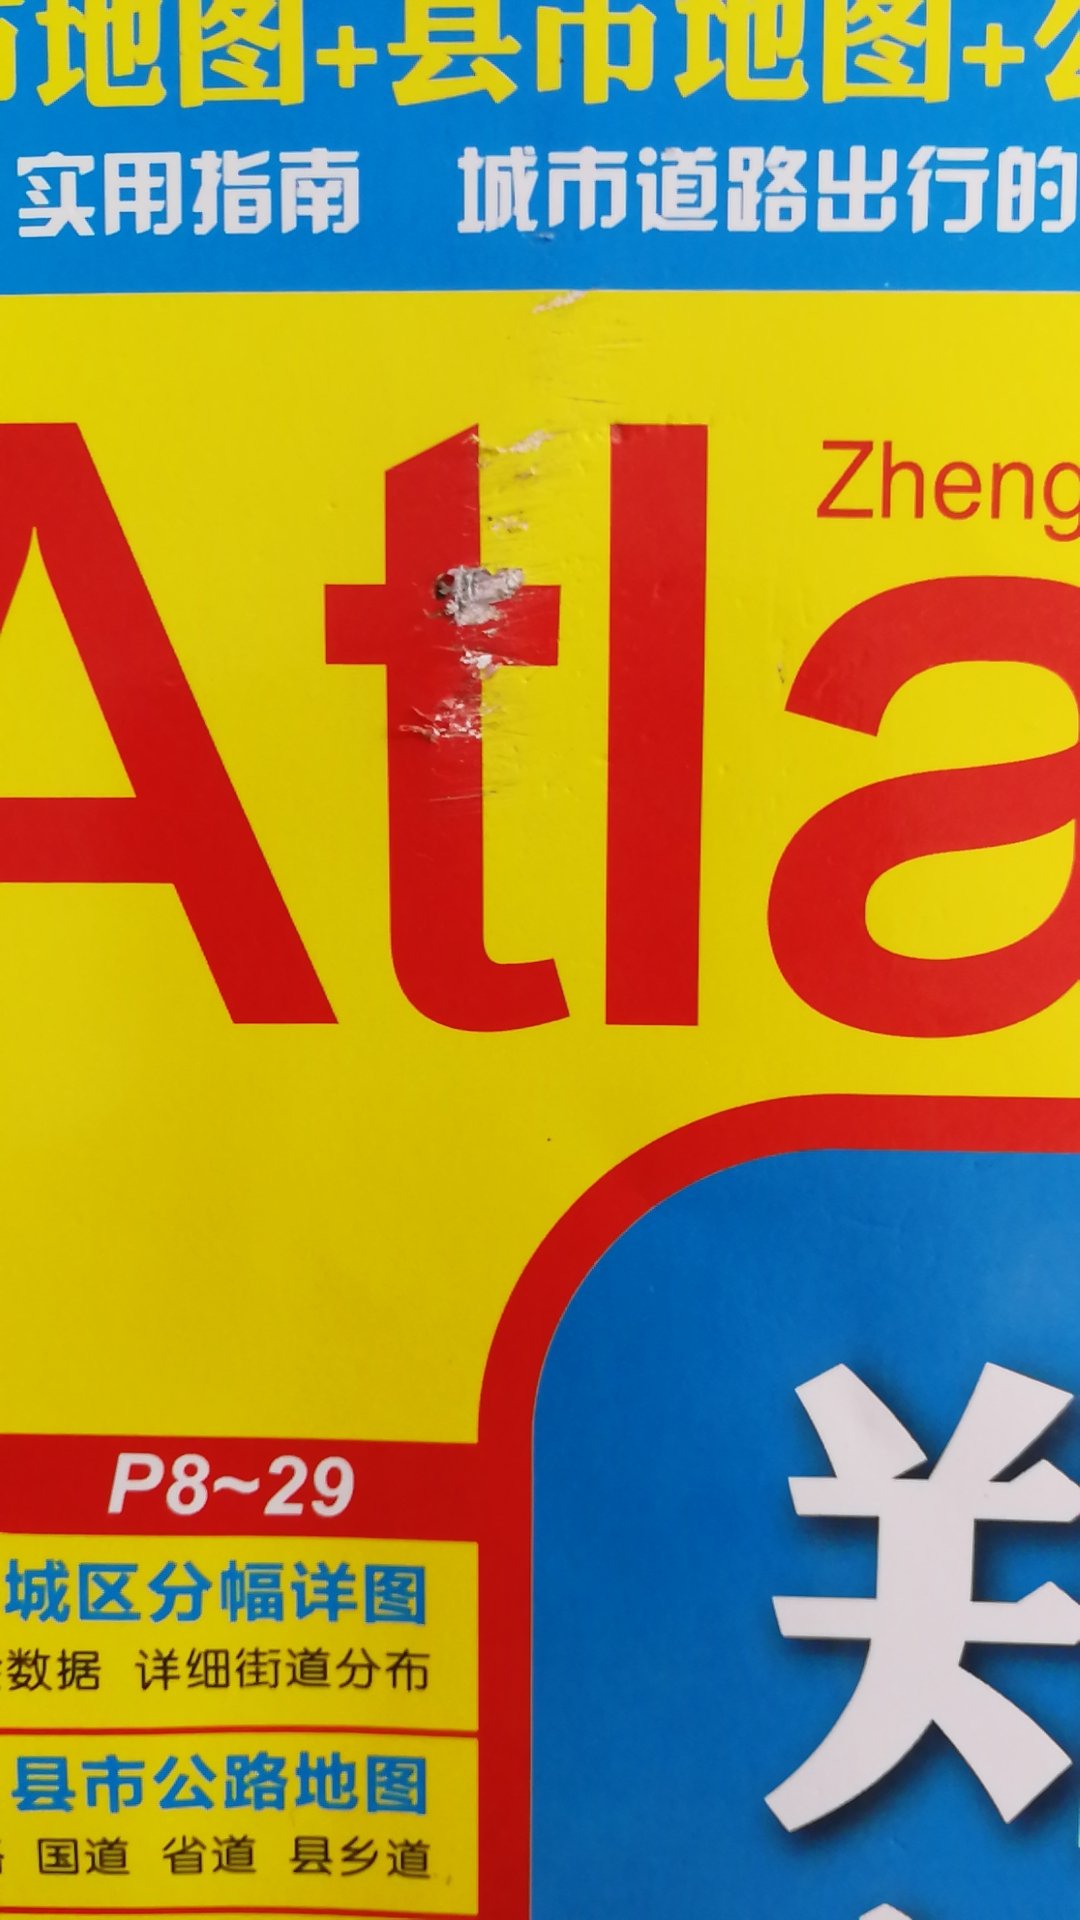 地图+县市地图+
实用指南 城市道路出行的
Zheng
Atla
P8~29
城区分幅详图
数据 详细街道分布
县市公路地图
国道 省道 县乡道